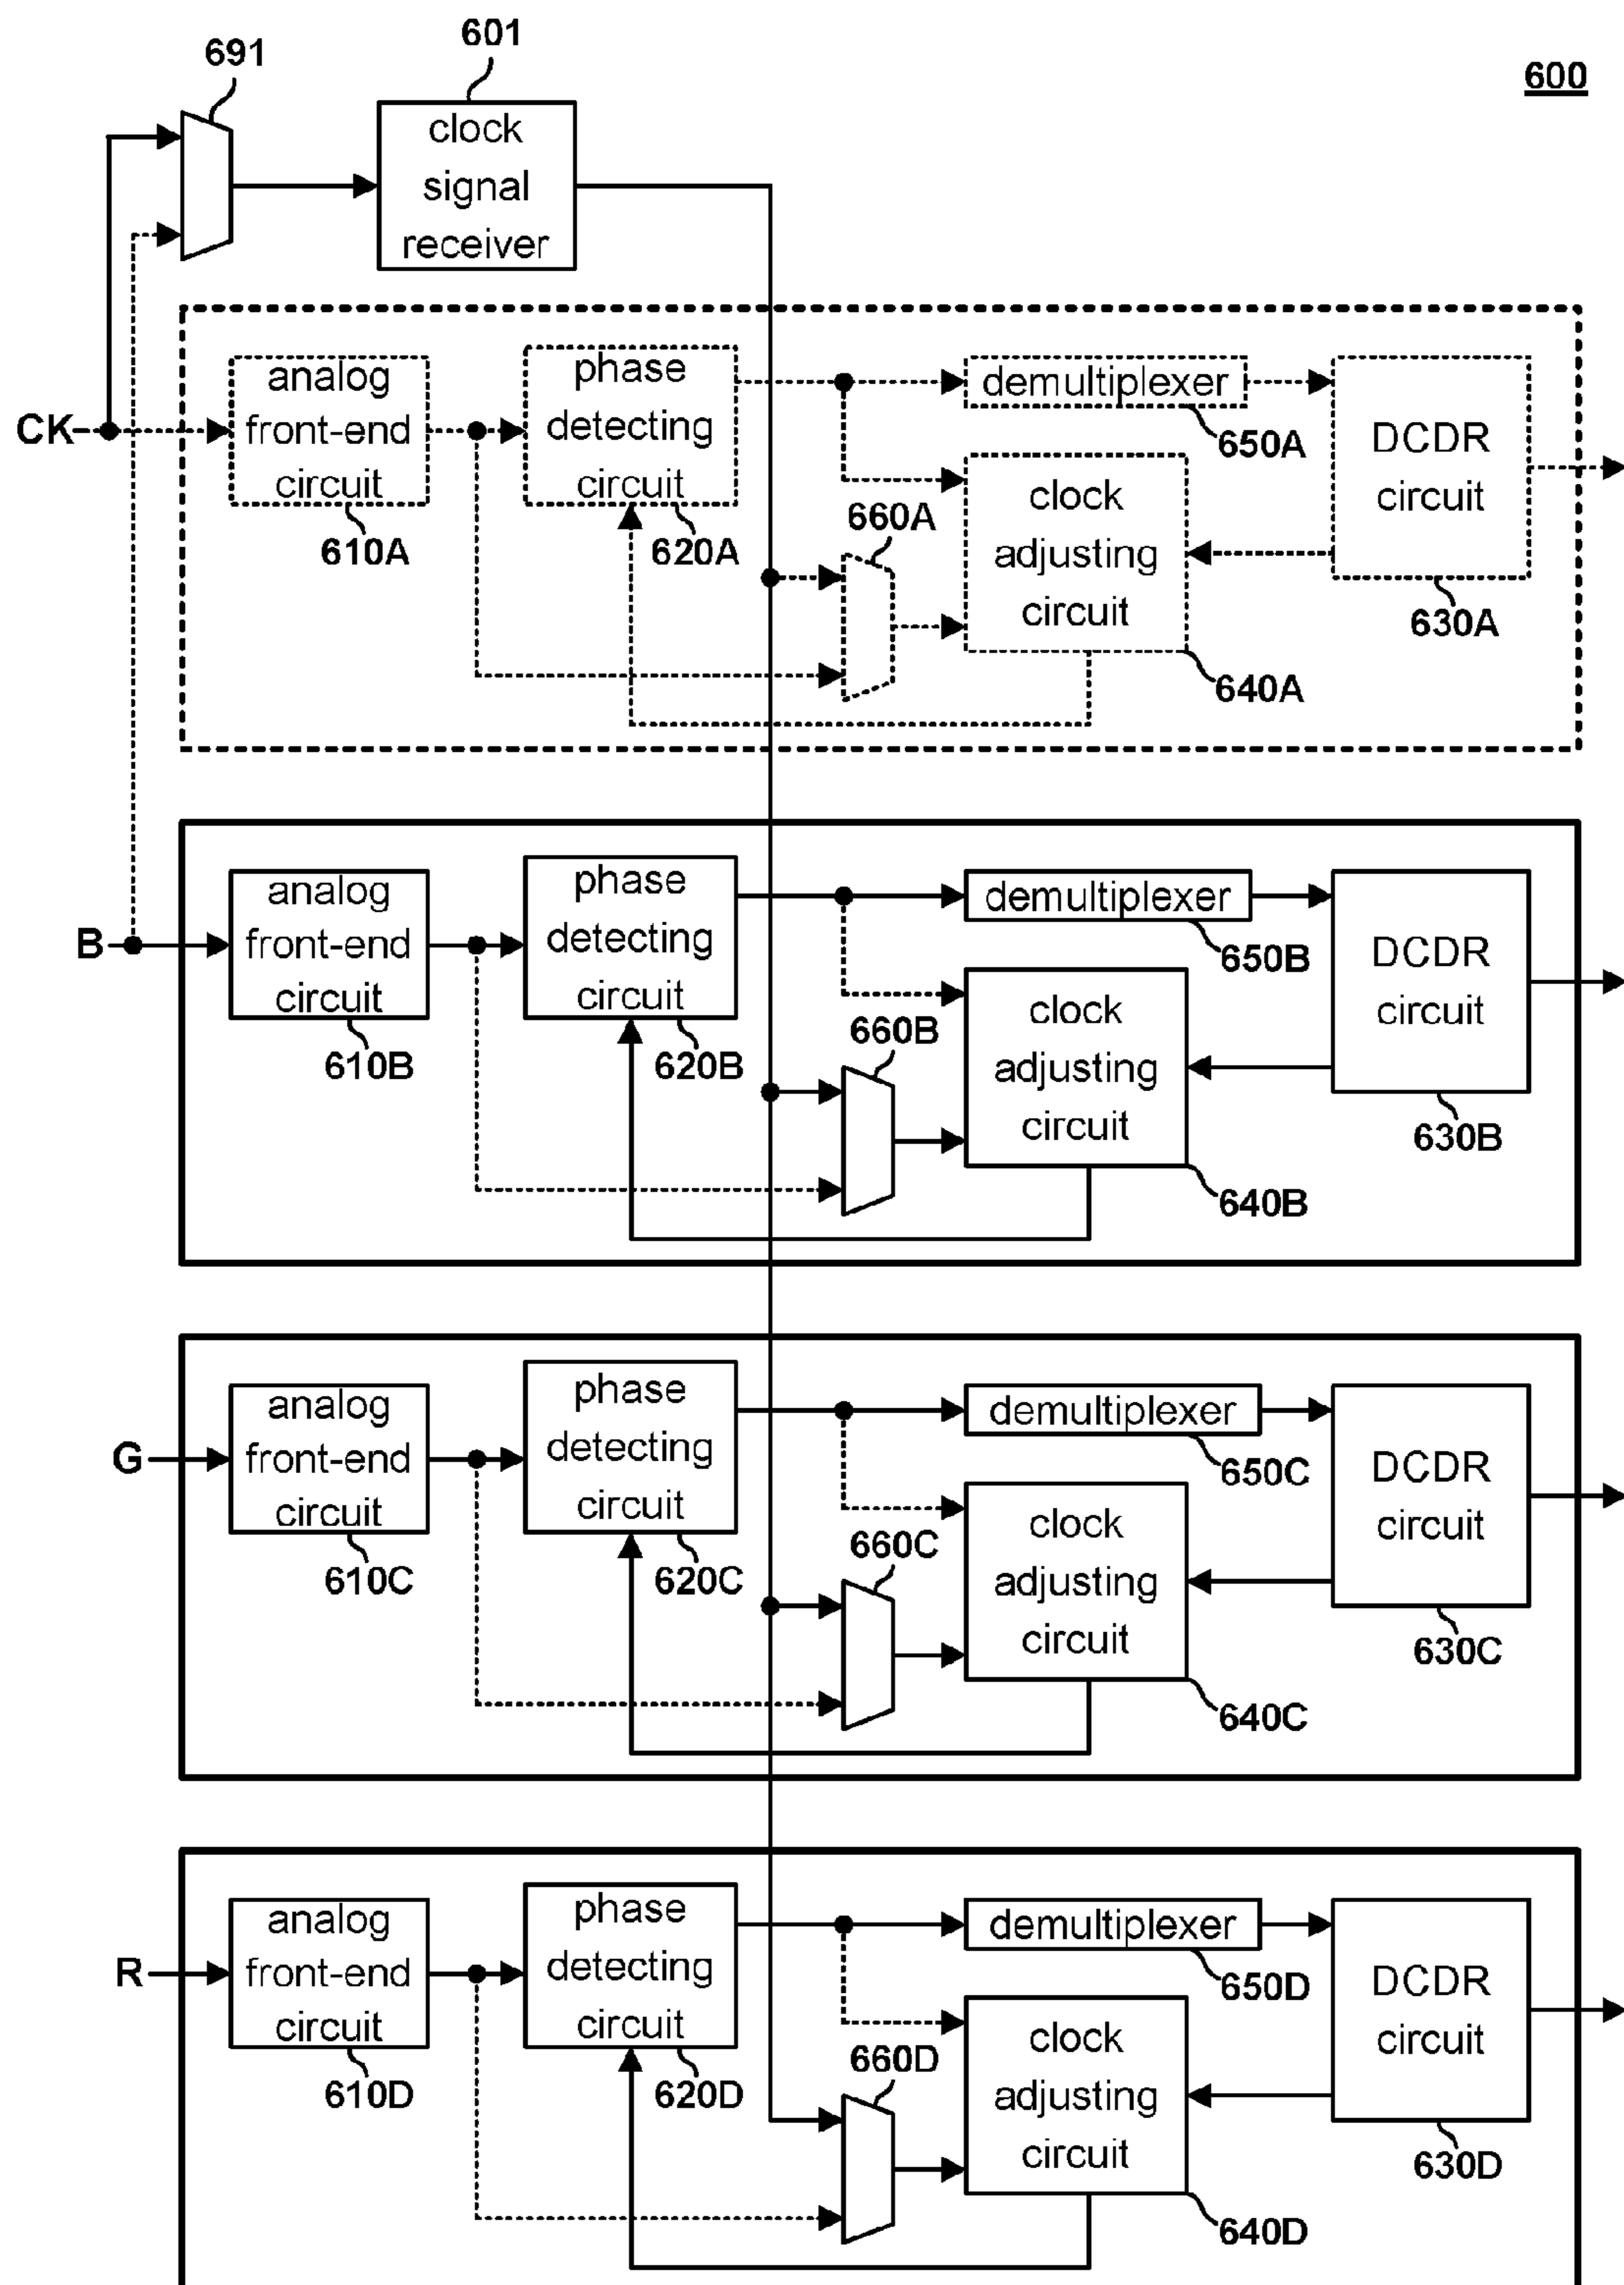 601
691
600
clock
signal
receiver
analog
front-end
circuit
phase
detecting
circuit
demultiplexer
DCDR
circuit
CK
650A
clock
adjusting
circuit
660A
610A
620A
630A
640A
analog
front-end
circuit
phase
detecting
circuit
demultiplexer
DCDR
circuit
B
650B
clock
adjusting
circuit
660B
610B
620B
630B
640B
analog
front-end
circuit
phase
detecting
circuit
demultiplexer
DCDR
circuit
G
650C
clock
adjusting
circuit
660C
610C
620C
630C
640C
analog
front-end
circuit
phase
detecting
circuit
demultiplexer
DCDR
circuit
R
650D
clock
adjusting
circuit
660D
610D
620D
630D
640D